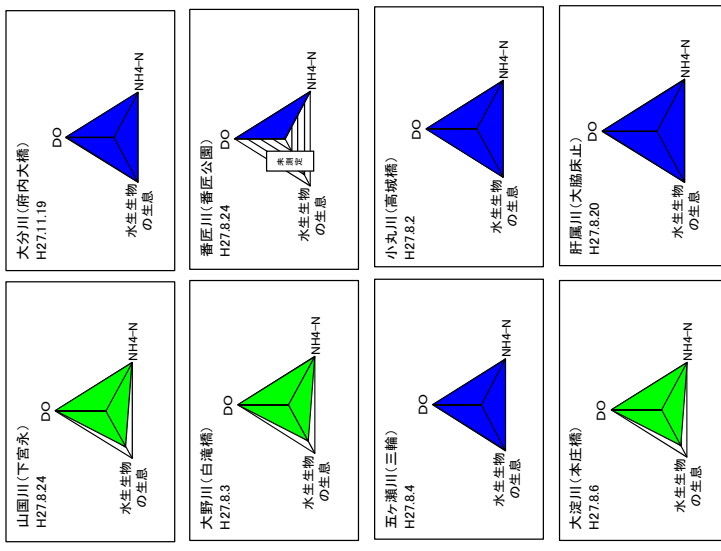 山国川(下宮永)
H27.8.24
DO
水生生物
の生息
NH4-N
大分川(府内大橋)
H27.11.19
DO
水生生物
の生息
NH4-N
大野川(白滝橋)
H27.8.3
DO
水生生物
の生息
NH4-N
番匠川(番匠公園)
H27.8.24
DO
未測定
水生生物
の生息
NH4-N
五ケ瀬川(三輪)
H27.8.4
DO
水生生物
の生息
NH4-N
小丸川(高城橋)
H27.8.2
DO
水生生物
の生息
NH4-N
大淀川(本庄橋)
H27.8.6
DO
水生生物
の生息
NH4-N
肝属川(大脇床止)
H27.8.20
DO
水生生物
の生息
NH4-N